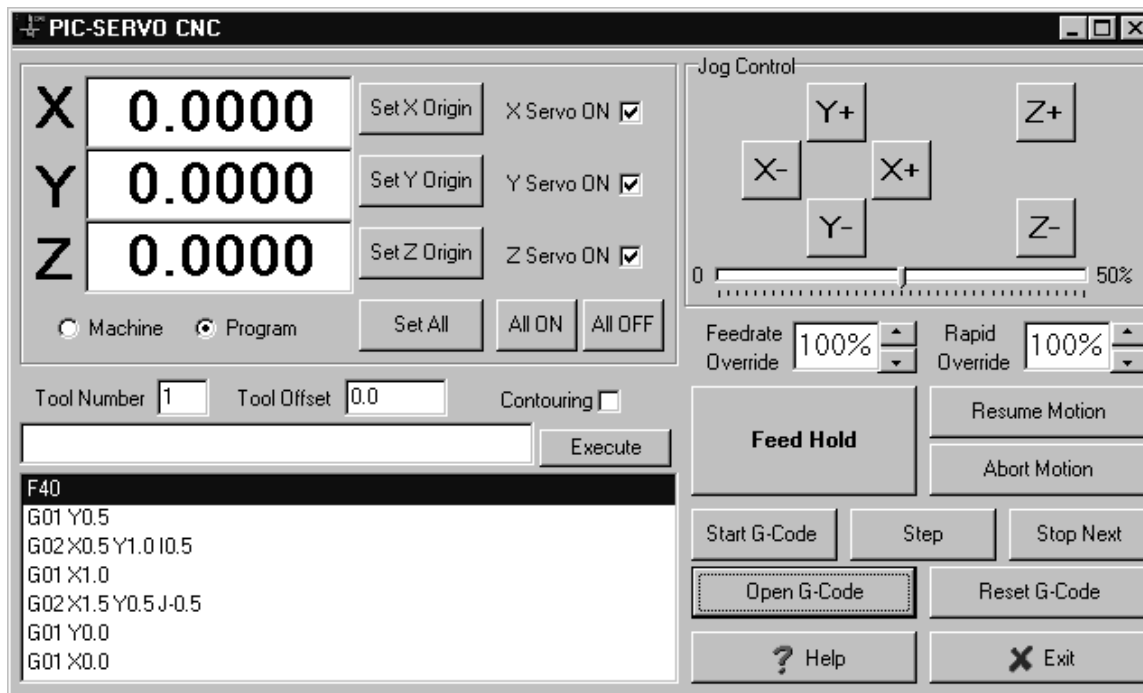 PIC-SERVO CNC
X 0.0000 Set X Origin X Servo ON
Y 0.0000 Set Y Origin Y Servo ON
Z 0.0000 Set Z Origin Z Servo ON
Machine Program Set All All ON All OFF
Jog Control
Y+ Z+
X- X+
Y- Z-
0 50%
Feedrate Override 100% Rapid Override 100%
Tool Number 1 Tool Offset 0.0 Contouring
Execute
F40
G01 Y0.5
G02 X0.5 Y1.0 I0.5
G01 X1.0
G02 X1.5 Y0.5 J-0.5
G01 Y0.0
G01 X0.0
Feed Hold
Resume Motion
Abort Motion
Start G-Code Step Stop Next
Open G-Code Reset G-Code
? Help Exit